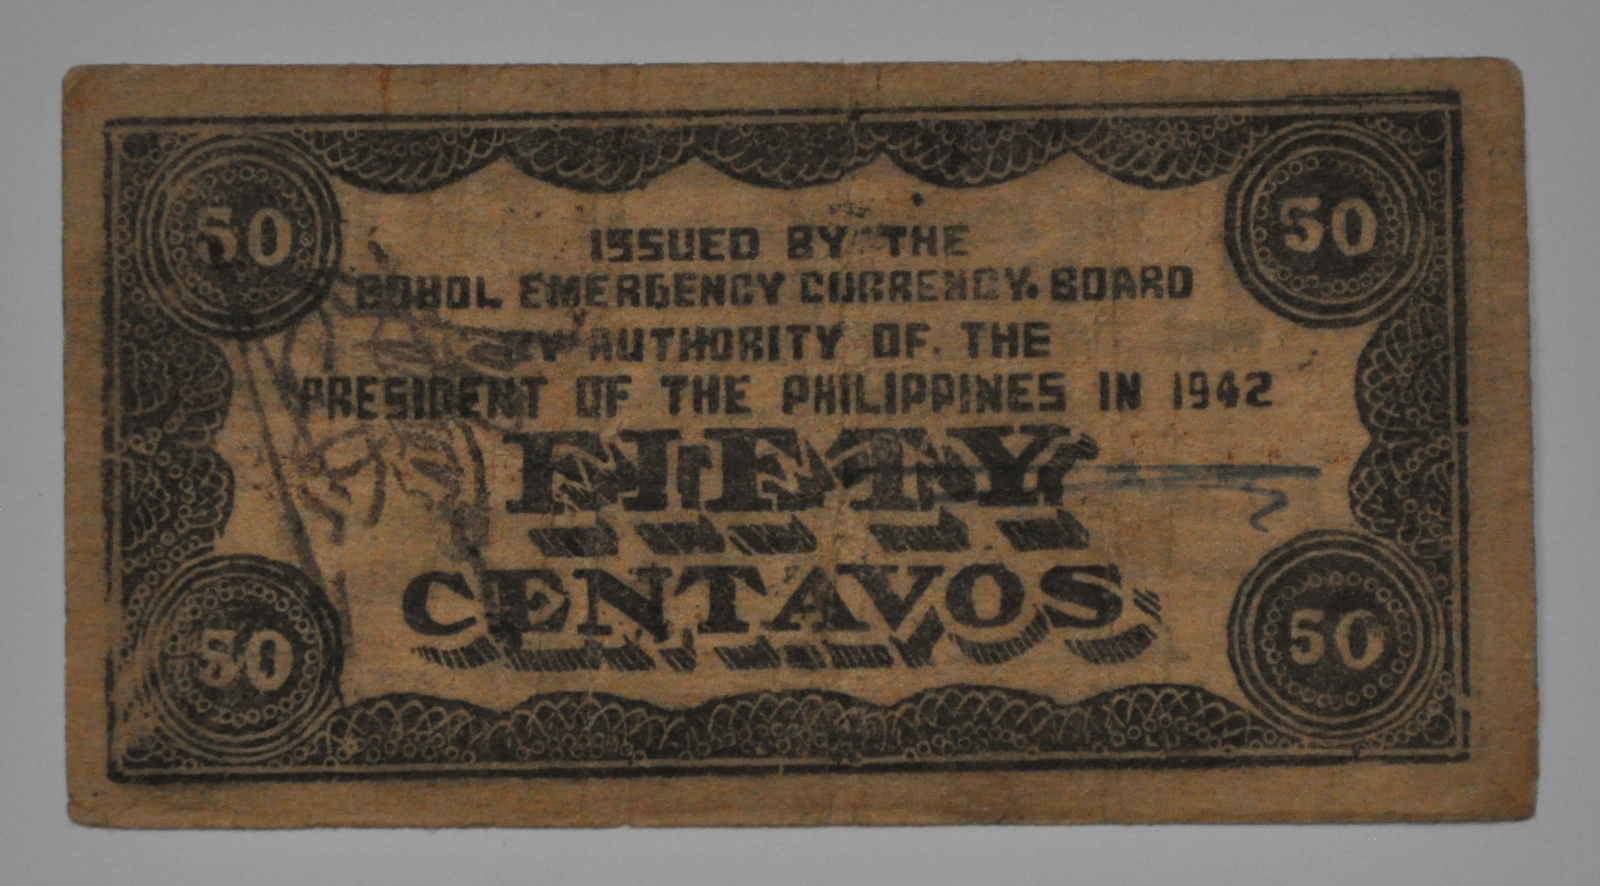 50 50
ISSUED BY THE
BOHOL EMERGENCY CURRENCY BOARD
BY AUTHORITY OF THE
PRESIDENT OF THE PHILIPPINES IN 1942
FIFTY
CENTAVOS
50 50